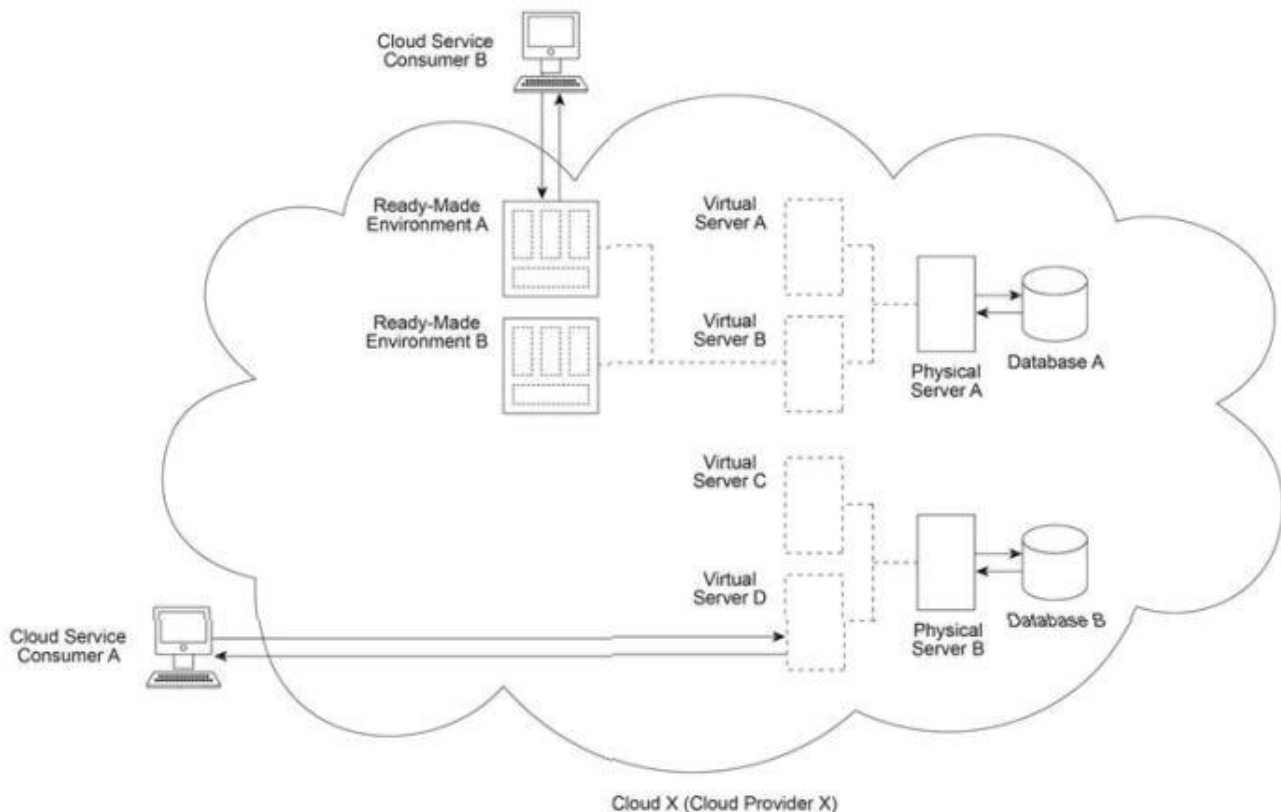 Cloud Service
Consumer B
Ready-Made
Environment A
Virtual
Server A
Ready-Made
Environment B
Virtual
Server B
Physical
Server A
Database A
Virtual
Server C
Virtual
Server D
Cloud Service
Consumer A
Physical
Server B
Database B
Cloud X (Cloud Provider X)